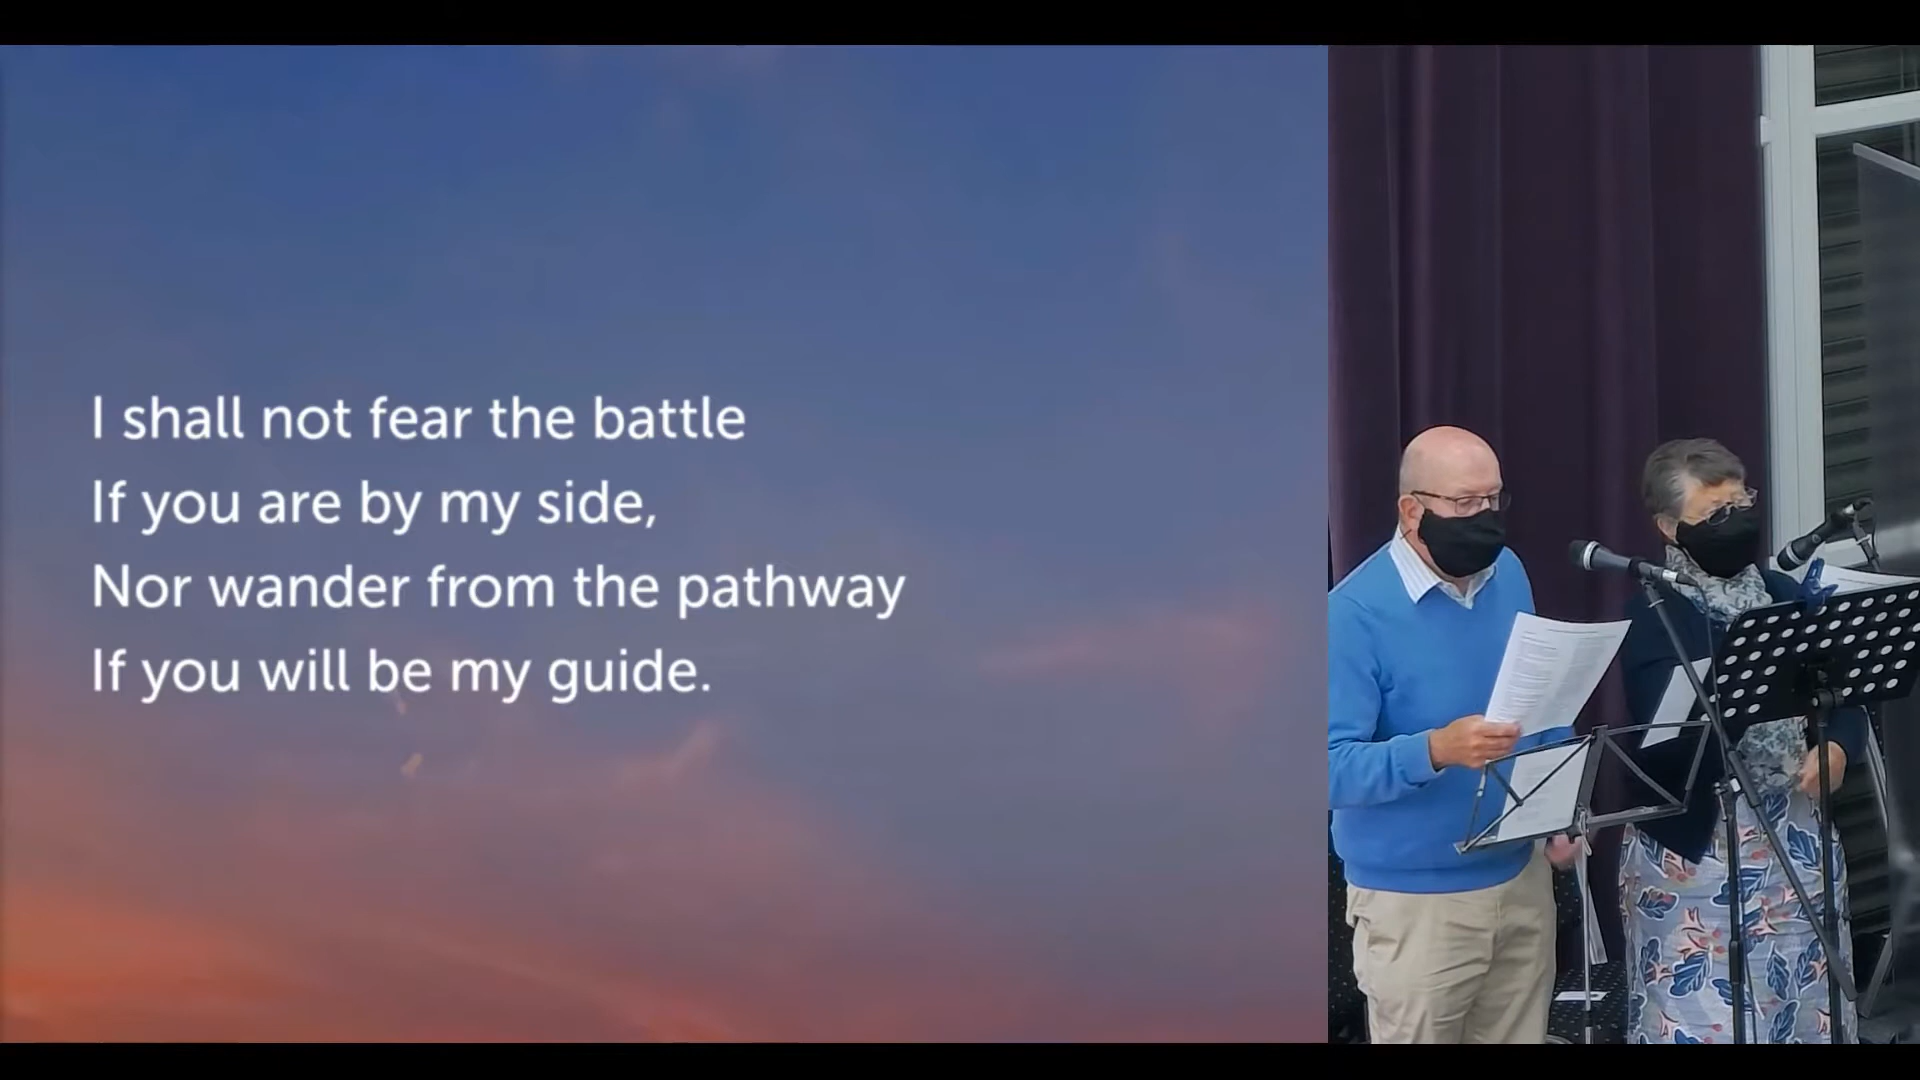 I shall not fear the battle
If you are by my side,
Nor wander from the pathway
If you will be my guide.